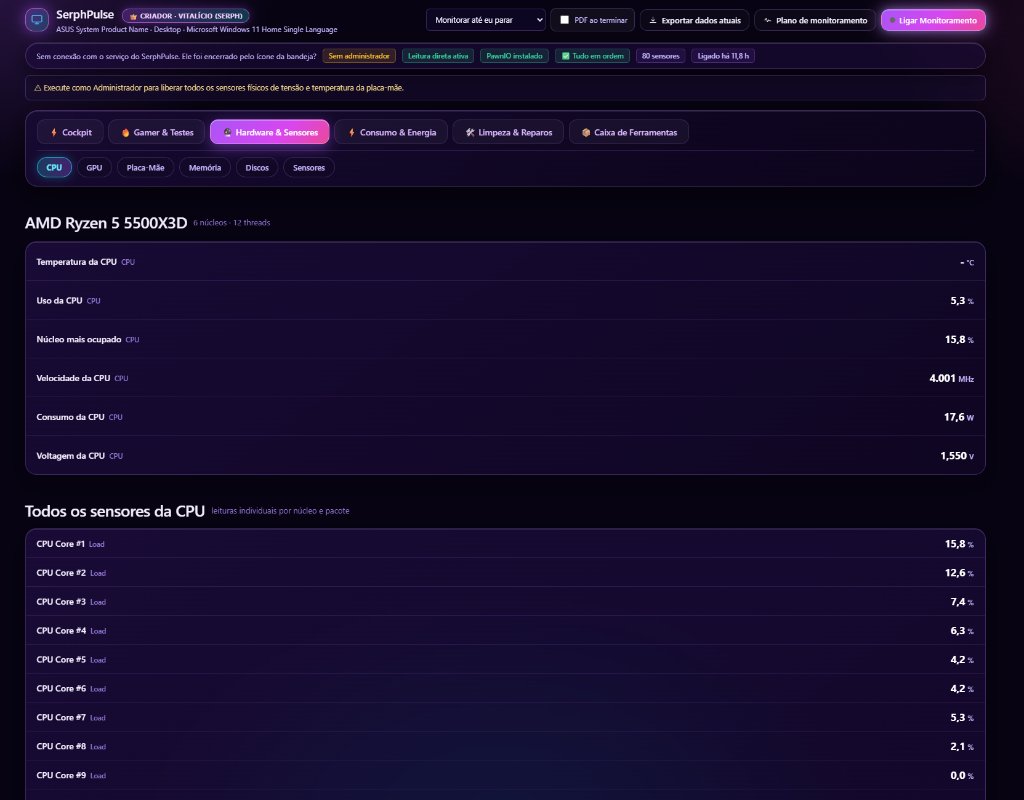 SerphPulse CRIADOR · VITALÍCIO (SERPH)
ASUS System Product Name · Desktop · Microsoft Windows 11 Home Single Language
Monitorar até eu parar PDF ao terminar Exportar dados atuais Plano de monitoramento Ligar Monitoramento
Sem conexão com o serviço do SerphPulse. Ele foi encerrado pelo ícone da bandeja? Sem administrador Leitura direta ativa PawnIO instalado ✅ Tudo em ordem 80 sensores Ligado há 11,8 h
⚠ Execute como Administrador para liberar todos os sensores físicos de tensão e temperatura da placa-mãe.
Cockpit Gamer & Testes Hardware & Sensores Consumo & Energia Limpeza & Reparos Caixa de Ferramentas
CPU GPU Placa-Mãe Memória Discos Sensores
AMD Ryzen 5 5500X3D 6 núcleos · 12 threads
Temperatura da CPU CPU - °C
Uso da CPU CPU 5,3 %
Núcleo mais ocupado CPU 15,8 %
Velocidade da CPU CPU 4.001 MHz
Consumo da CPU CPU 17,6 W
Voltagem da CPU CPU 1,550 V
Todos os sensores da CPU leituras individuais por núcleo e pacote
CPU Core #1 Load 15,8 %
CPU Core #2 Load 12,6 %
CPU Core #3 Load 7,4 %
CPU Core #4 Load 6,3 %
CPU Core #5 Load 4,2 %
CPU Core #6 Load 4,2 %
CPU Core #7 Load 5,3 %
CPU Core #8 Load 2,1 %
CPU Core #9 Load 0,0 %